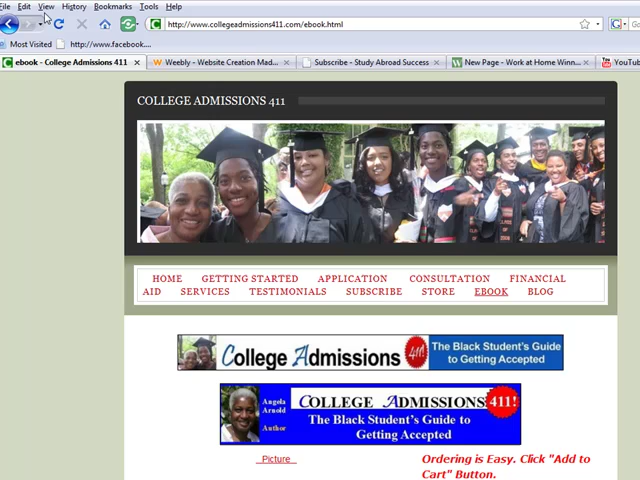 File Edit View History Bookmarks Tools Help
http://www.collegeadmissions411.com/ebook.html
Most Visited http://www.facebook....
ebook - College Admissions 411 Weebly - Website Creation Mad... Subscribe - Study Abroad Success New Page - Work at Home Winn... YouTu
COLLEGE ADMISSIONS 411
HOME GETTING STARTED APPLICATION CONSULTATION FINANCIAL
AID SERVICES TESTIMONIALS SUBSCRIBE STORE EBOOK BLOG
College Admissions 411 The Black Student's Guide
to Getting Accepted
Angela
Arnold
Author
COLLEGE ADMISSIONS 411!
The Black Student's Guide to
Getting Accepted
Picture
Ordering is Easy. Click "Add to
Cart" Button.